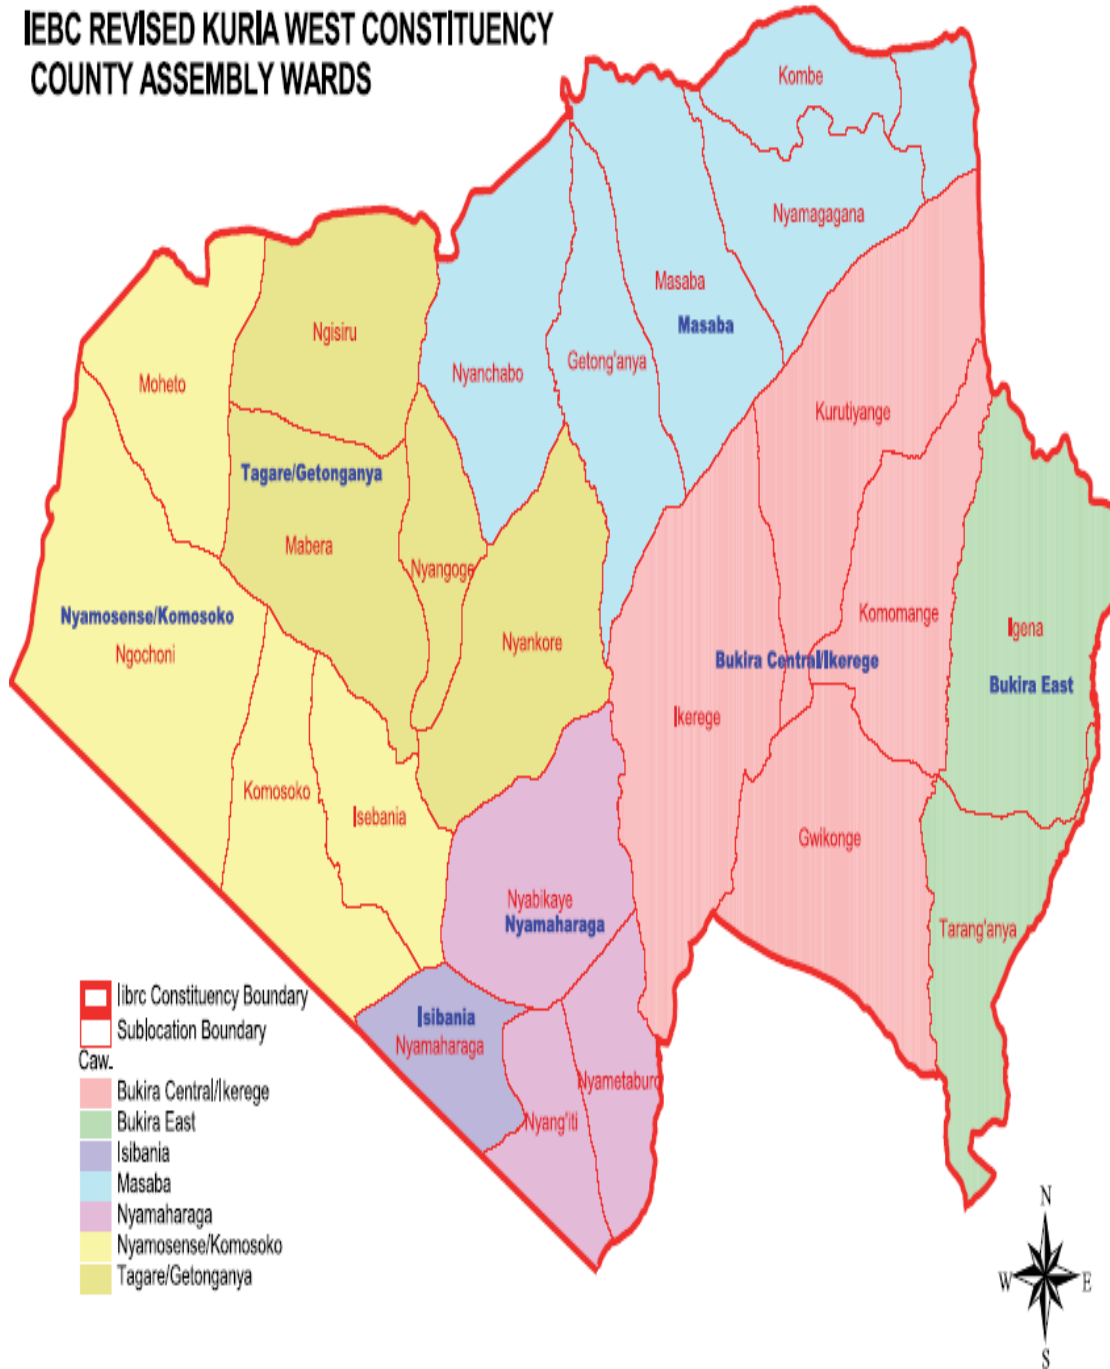 IEBC REVISED KURIA WEST CONSTITUENCY
COUNTY ASSEMBLY WARDS
Kombe
Nyamagagana
Masaba
Masaba
Ngisiru
Getong'anya
Nyanchabo
Moheto
Kurutiyange
Tagare/Getonganya
Mabera
Nyangoge
Nyamosense/Komosoko
Ngochoni
Nyankore
Komomange
Igena
Bukira Central/Ikerege
Bukira East
Ikerege
Komosoko
Isebania
Gwikonge
Nyabikaye
Nyamaharaga
Tarang'anya
Isibania
Nyamaharaga
Nyametaburo
Nyang'iti
Iibrc Constituency Boundary
Sublocation Boundary
Caw.
Bukira Central/Ikerege
Bukira East
Isibania
Masaba
Nyamaharaga
Nyamosense/Komosoko
Tagare/Getonganya
N
W E
S